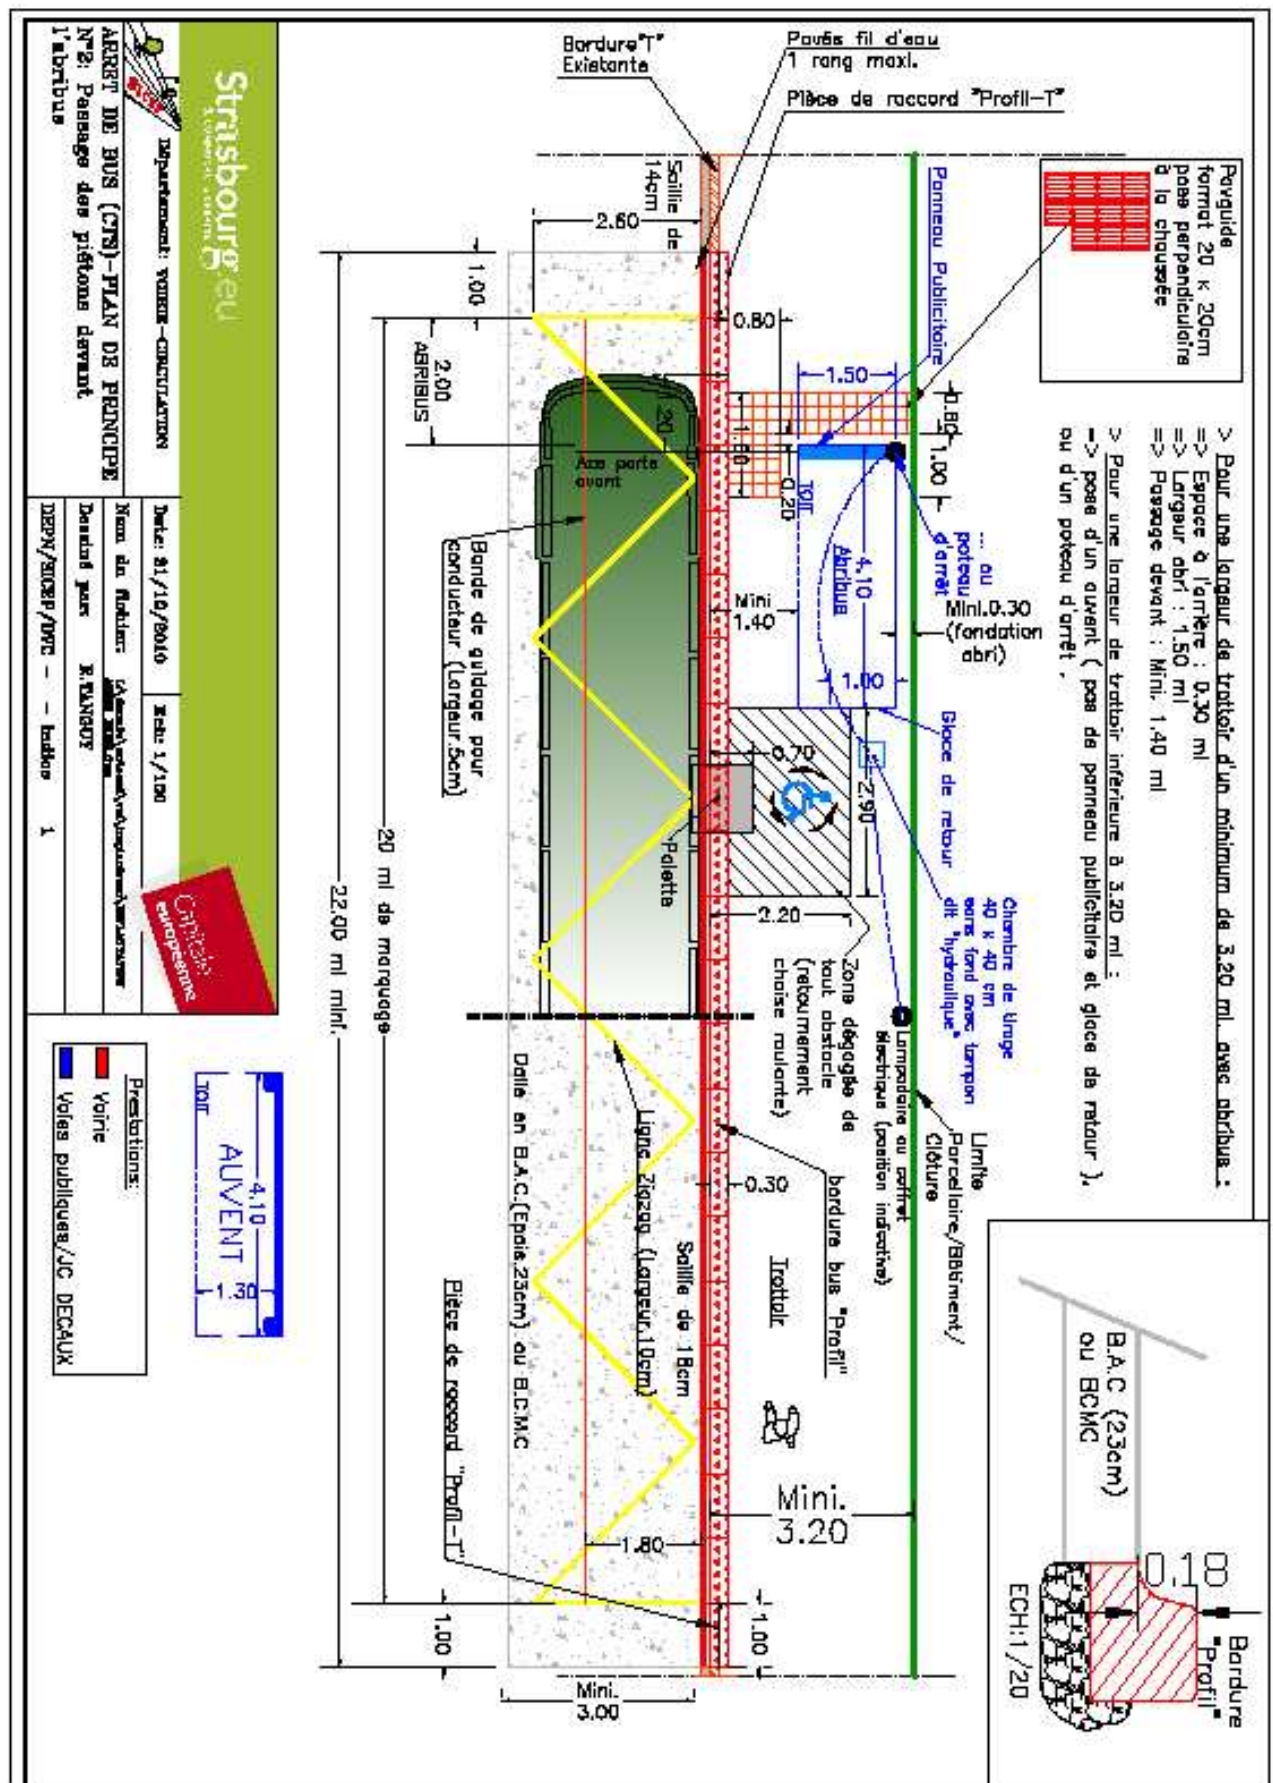 Pavguide
format 20 x 20cm
pose perpendiculaire
à la chaussée
> Pour une largeur de trottoir d'un minimum de 3.20 ml. avec abribus :
=> Espace à l'arrière : 0.30 ml
=> Largeur abri : 1.50 ml
=> Passage devant : Mini. 1.40 ml
> Pour une largeur de trottoir inférieure à 3.20 ml :
=> pose d'un auvent ( pas de panneau publicitaire et glace de retour ).
ou d'un poteau d'arrêt .
B.A.C (23cm)
ou BCMC
0.18
Bordure
"Profil"
ECH:1/20
Pavés fil d'eau
1 rang maxi.
Pièce de raccord "Profil-T"
Bordure"T"
Existante
Saillie de
14cm
Panneau Publicitaire
... ou
poteau
d'arrêt
Mini.0.30
(fondation
abri)
Glace de retour
Chambre de tirage
40 x 40 cm
sans fond avec tampon
dit "hydraulique"
Lampadaire ou coffret
électrique (position indicative)
Limite
Parcellaire/Bâtiment/
Clôture
0.80
1.50
0.80
1.00
0.20
Toit
4.10
Abribus
1.00
Mini
1.40
0.70
2.90
2.20
Zone dégagée de
tout obstacle
(retournement
chaise roulante)
bordure bus "Profil"
0.30
Trottoir
Mini.
3.20
2.60
1.00
2.00
ABRIBUS
Axe porte
avant
Palette
Bande de guidage pour
conducteur (Largeur.5cm)
Ligne Zigzag (Largeur.10cm)
Saillie de 18cm
Dalle en B.A.C.(Epais.23cm) ou B.C.M.C
Pièce de raccord "Profil-T"
1.80
1.00
1.00
Mini.
3.00
20 ml de marquage
22.00 ml mini.
Strasbourg.eu
& COMMUNAUTÉ URBAINE
Capitale
européenne
Département: VOIRIE-CIRCULATION
ARRET DE BUS (CTS)-PLAN DE PRINCIPE
N°2: Passage des piétons devant
l'abribus
Ech: 1/100
Nom du fichier:
Dessiné par: R.TANGUY
1
Toit
4.10
AUVENT
1.30
Prestations:
Voirie
Voies publiques/JC DECAUX